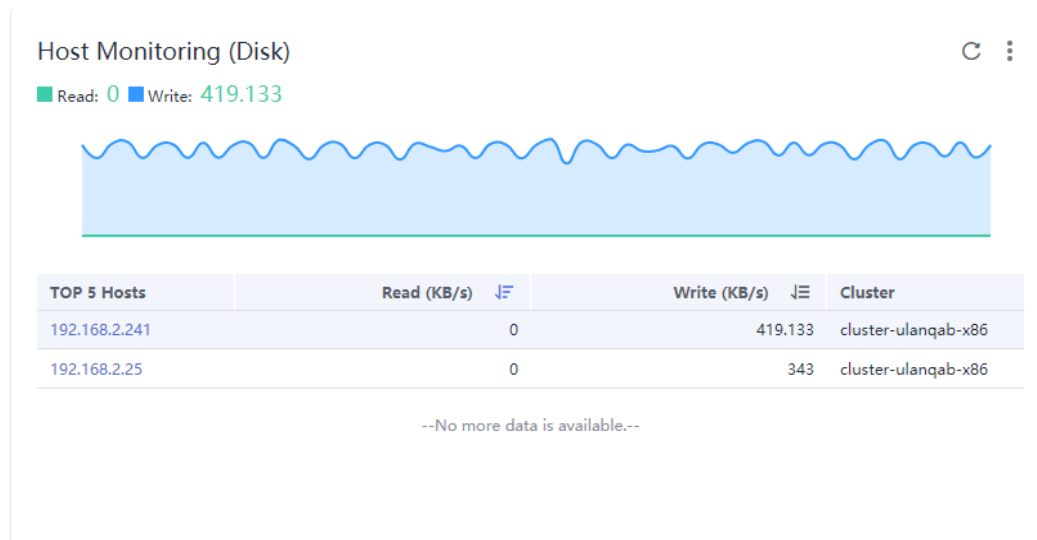 Host Monitoring (Disk)
Read: 0 Write: 419.133
TOP 5 Hosts Read (KB/s) Write (KB/s) Cluster
192.168.2.241 0 419.133 cluster-ulanqab-x86
192.168.2.25 0 343 cluster-ulanqab-x86
--No more data is available.--